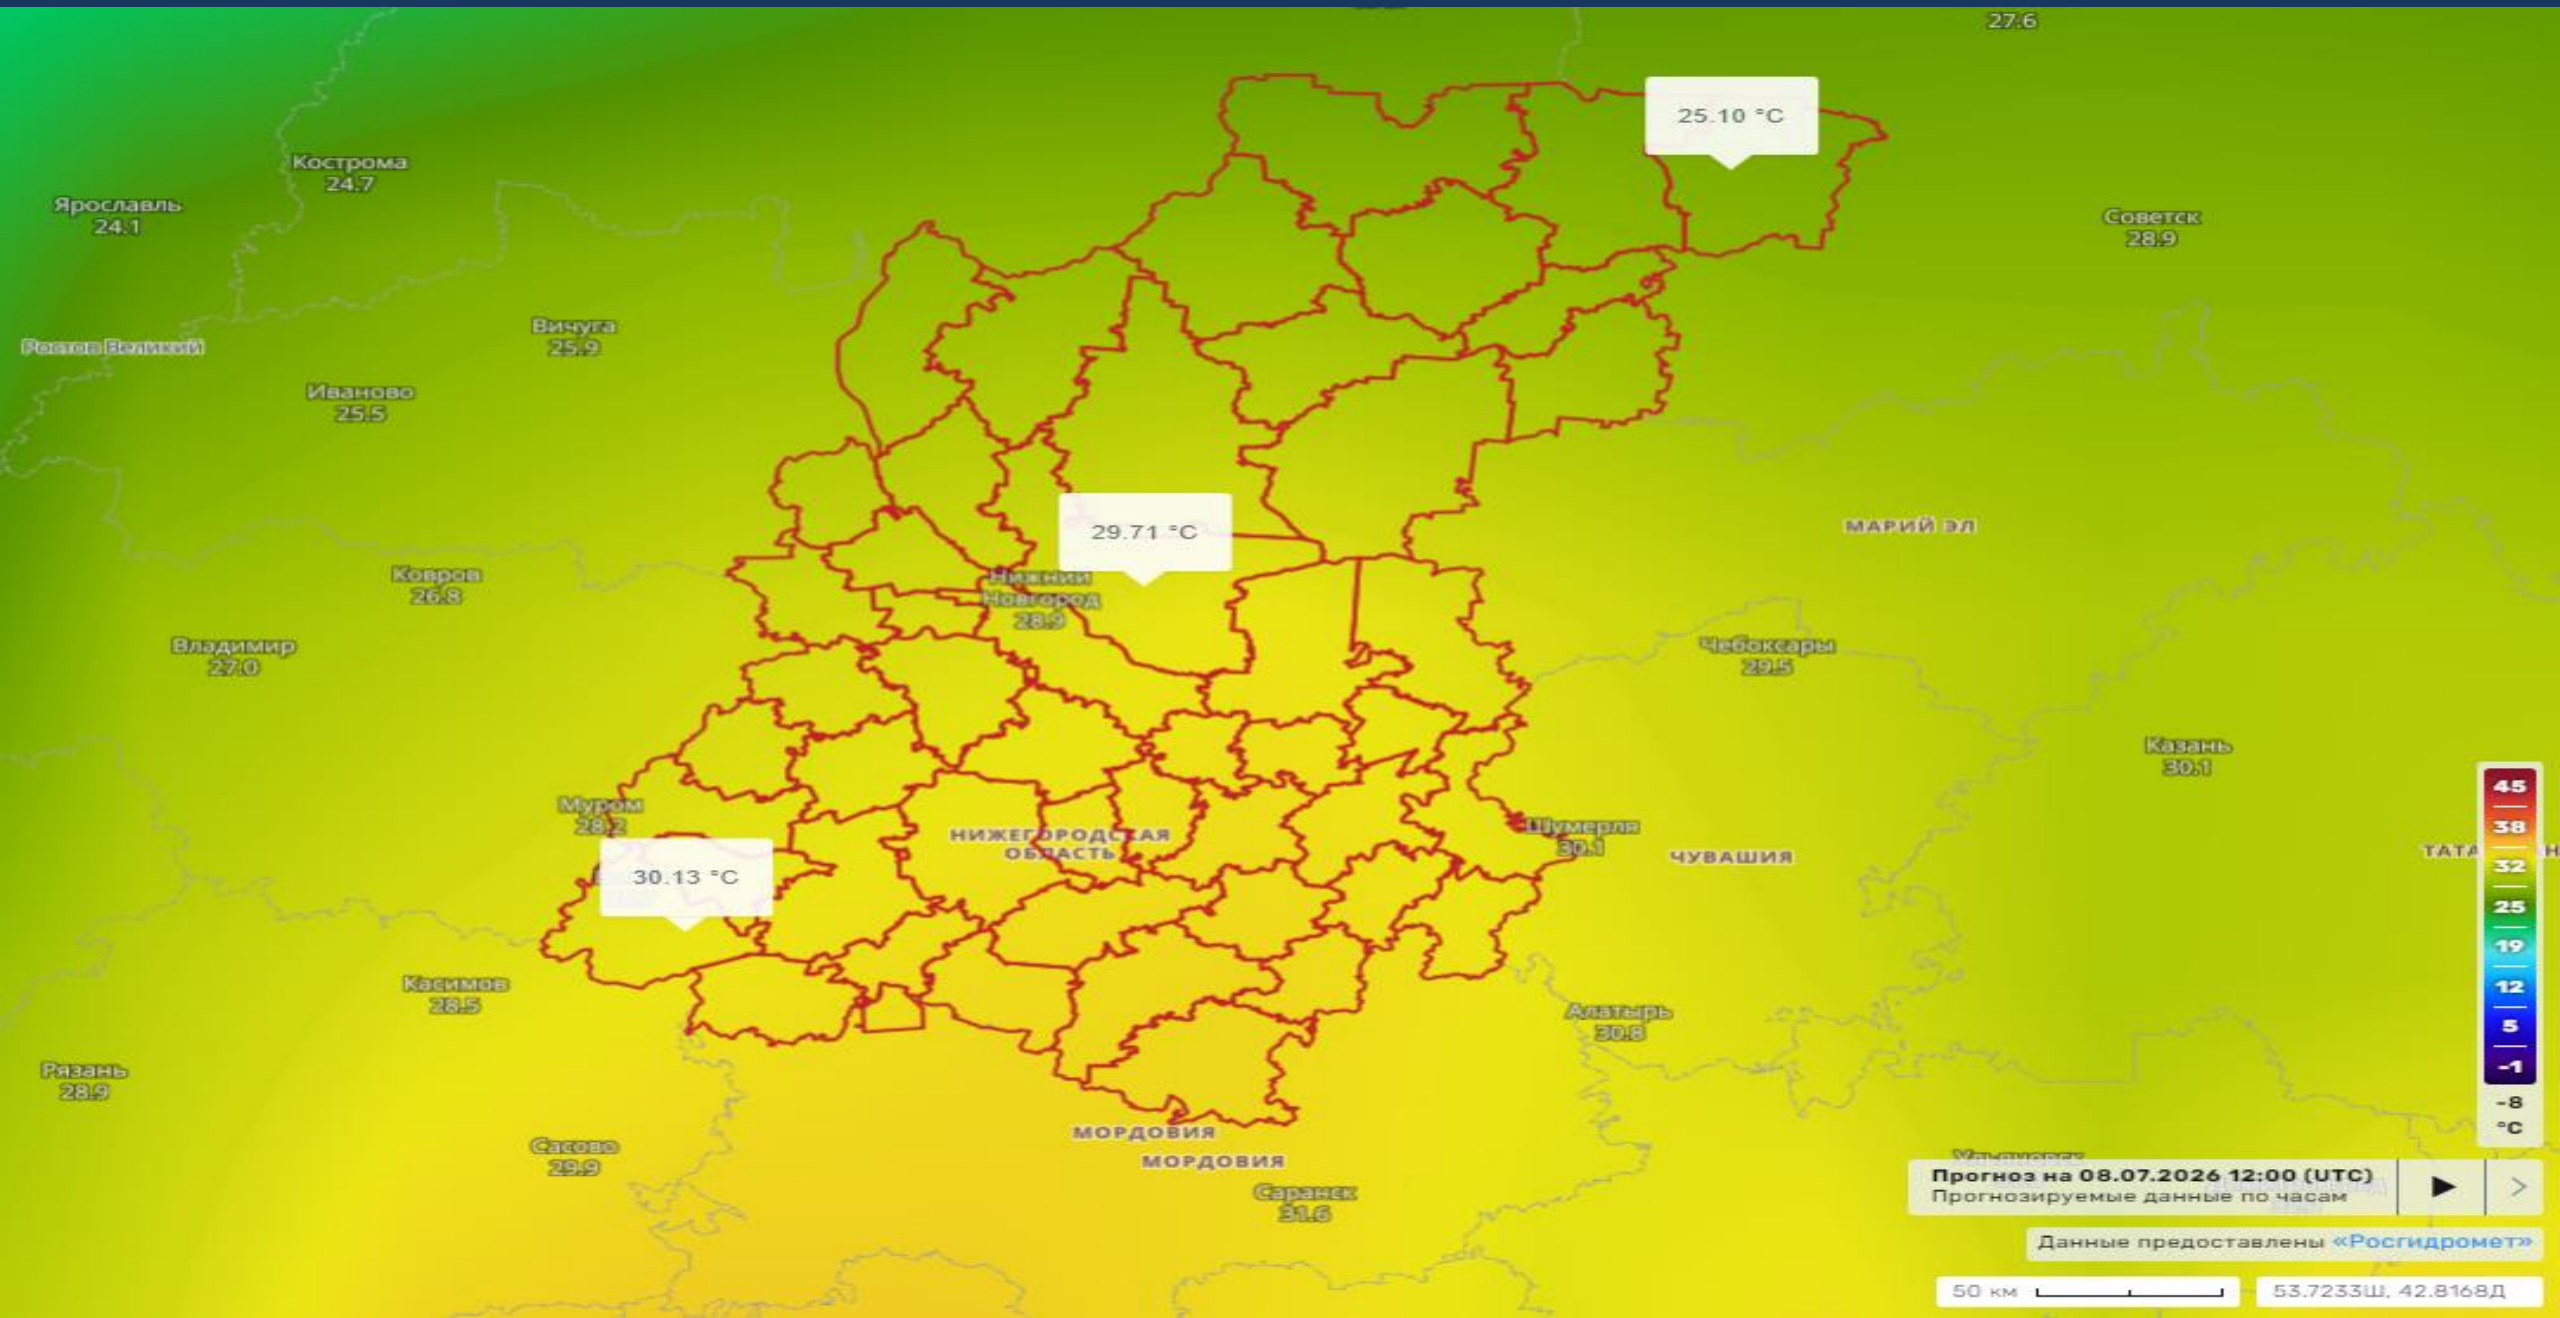 27.6
25.10 °C
Кострома
24.7
Ярославль
24.1
Советск
28.9
Вичуга
25.9
Ростов Великий
Иваново
25.5
29.71 °C
МАРИЙ ЭЛ
Ковров
26.8
Нижний
Новгород
28.9
Владимир
27.0
Чебоксары
29.5
Казань
30.1
Муром
28.2
НИЖЕГОРОДСКАЯ
ОБЛАСТЬ
Шумерля
30.1
ЧУВАШИЯ
30.13 °C
Касимов
28.5
Алатырь
30.8
Рязань
28.9
МОРДОВИЯ
МОРДОВИЯ
Сасово
29.9
Саранск
31.6
45
38
32
25
19
12
5
-1
-8
°C
Прогноз на 08.07.2026 12:00 (UTC)
Прогнозируемые данные по часам
Данные предоставлены «Росгидромет»
50 км
53.7233Ш, 42.8168Д